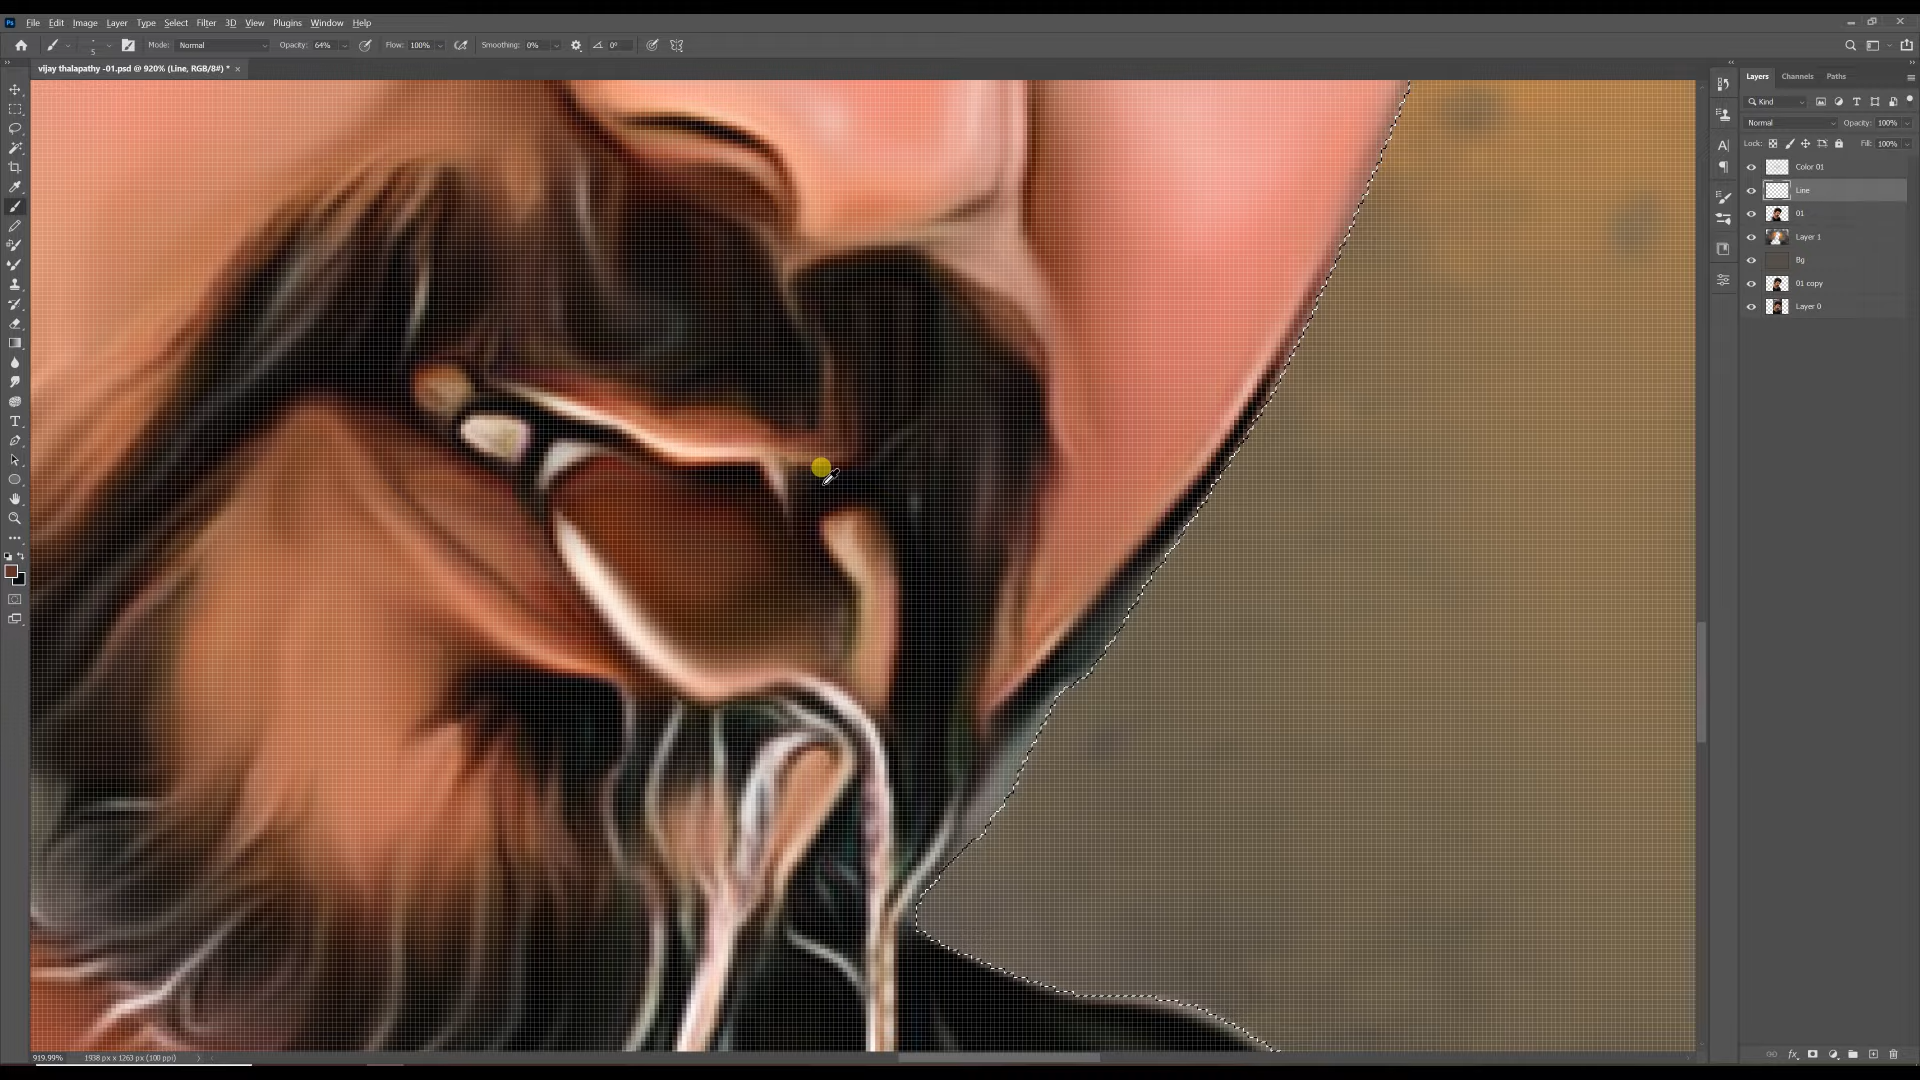 Ps File Edit Image Layer Type Select Filter 3D View Plugins Window Help
5 Mode: Normal Opacity: 64% Flow: 100% Smoothing: 0% 0°
vijay thalapathy -01.psd @ 920% (Line, RGB/8#) * ×
Layers Channels Paths
Kind
Normal Opacity: 100%
Lock: Fill: 100%
Color 01
Line
01
Layer 1
Bg
01 copy
Layer 0
919.99% 1938 px x 1263 px (100 ppi)